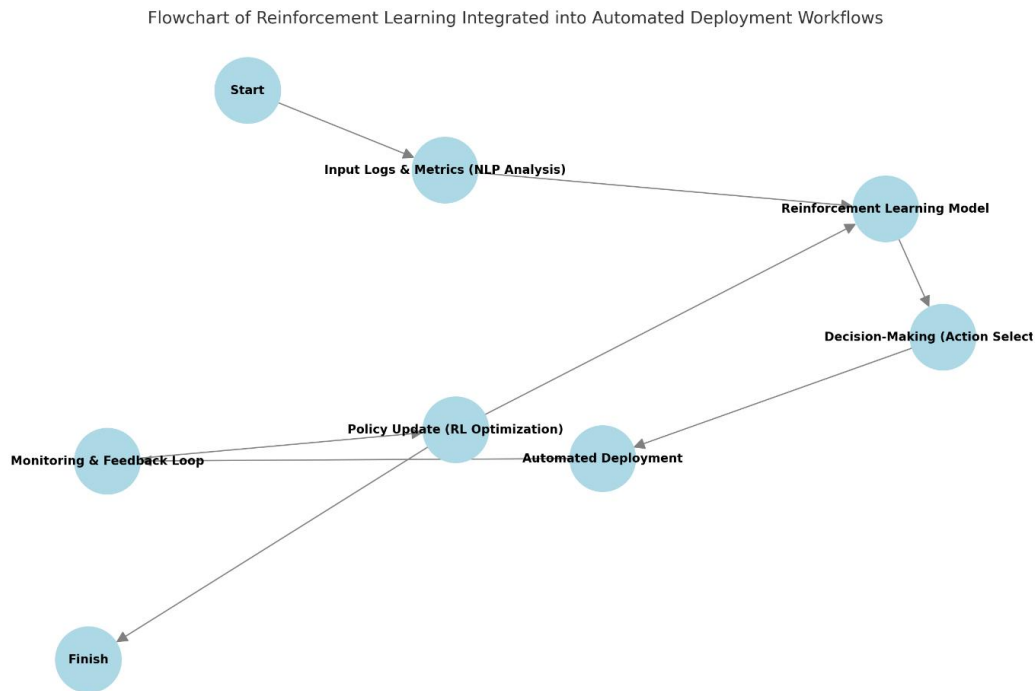 Flowchart of Reinforcement Learning Integrated into Automated Deployment Workflows
Start
Input Logs & Metrics (NLP Analysis)
Reinforcement Learning Model
Decision-Making (Action Select
Policy Update (RL Optimization)
Automated Deployment
Monitoring & Feedback Loop
Finish